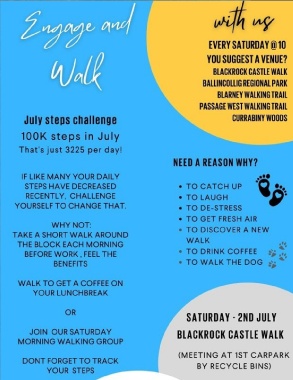 Engage and
Walk
with us
EVERY SATURDAY @10
YOU SUGGEST A VENUE?
BLACKROCK CASTLE WALK
BALLINCOLLIG REGIONAL PARK
BLARNEY WALKING TRAIL
PASSAGE WEST WALKING TRAIL
CURRABINY WOODS
July steps challenge
100K steps in July
That's just 3225 per day!
IF LIKE MANY YOUR DAILY
STEPS HAVE DECREASED
RECENTLY, CHALLENGE
YOURSELF TO CHANGE THAT.
WHY NOT:
TAKE A SHORT WALK AROUND
THE BLOCK EACH MORNING
BEFORE WORK , FEEL THE
BENEFITS
WALK TO GET A COFFEE ON
YOUR LUNCHBREAK
OR
JOIN OUR SATURDAY
MORNING WALKING GROUP
DONT FORGET TO TRACK
YOUR STEPS
NEED A REASON WHY?
• TO CATCH UP
• TO LAUGH
• TO DE-STRESS
• TO GET FRESH AIR
• TO DISCOVER A NEW
WALK
• TO DRINK COFFEE
• TO WALK THE DOG
SATURDAY - 2ND JULY
BLACKROCK CASTLE WALK
(MEETING AT 1ST CARPARK
BY RECYCLE BINS)